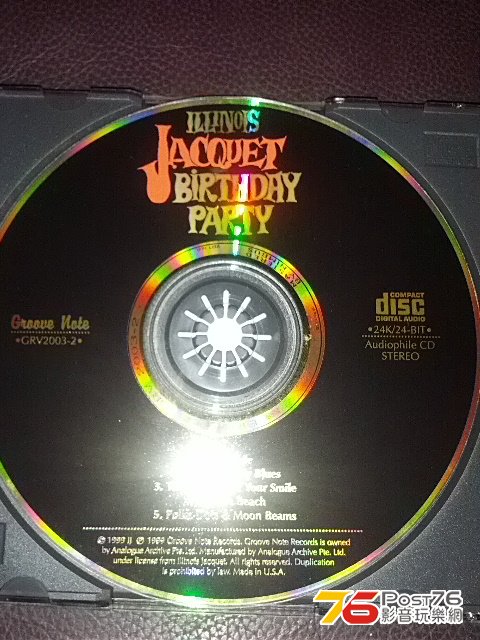 ILLINOIS
JACQUET
BIRTHDAY
PARTY
Groove Note
•GRV2003-2•
COMPACT
disc
DIGITAL AUDIO
•24K/24-BIT•
Audiophile CD
STEREO
Blues
3. Your Smile
Beach
5. Polka Dots & Moon Beams
℗ 1999 Groove Note Records. Groove Note Records is owned
by Analogue Archive Pte. Ltd. Manufactured by Analogue Archive Pte. Ltd.
under license from Illinois Jacquet. All rights reserved. Duplication
is prohibited by law. Made in U.S.A.
76 Post76
影音玩樂網